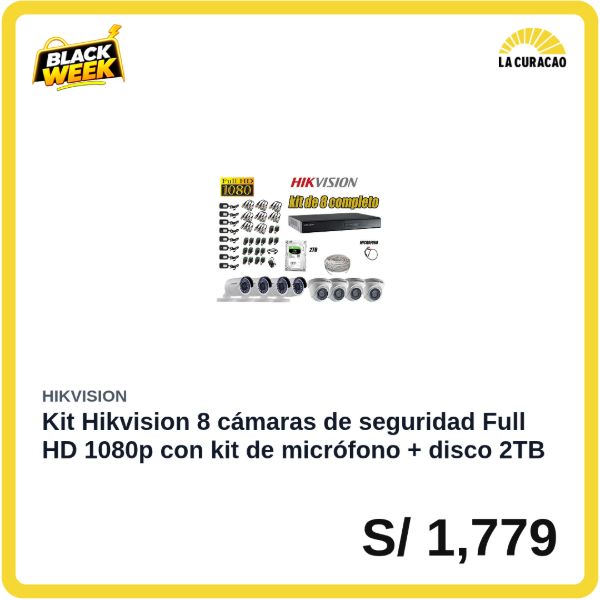 BLACK
WEEK
LA CURACAO
Full HD
1080
HIKVISION
kit de 8 completo
2TB
HIKVISION
Kit Hikvision 8 cámaras de seguridad Full
HD 1080p con kit de micrófono + disco 2TB
S/ 1,779